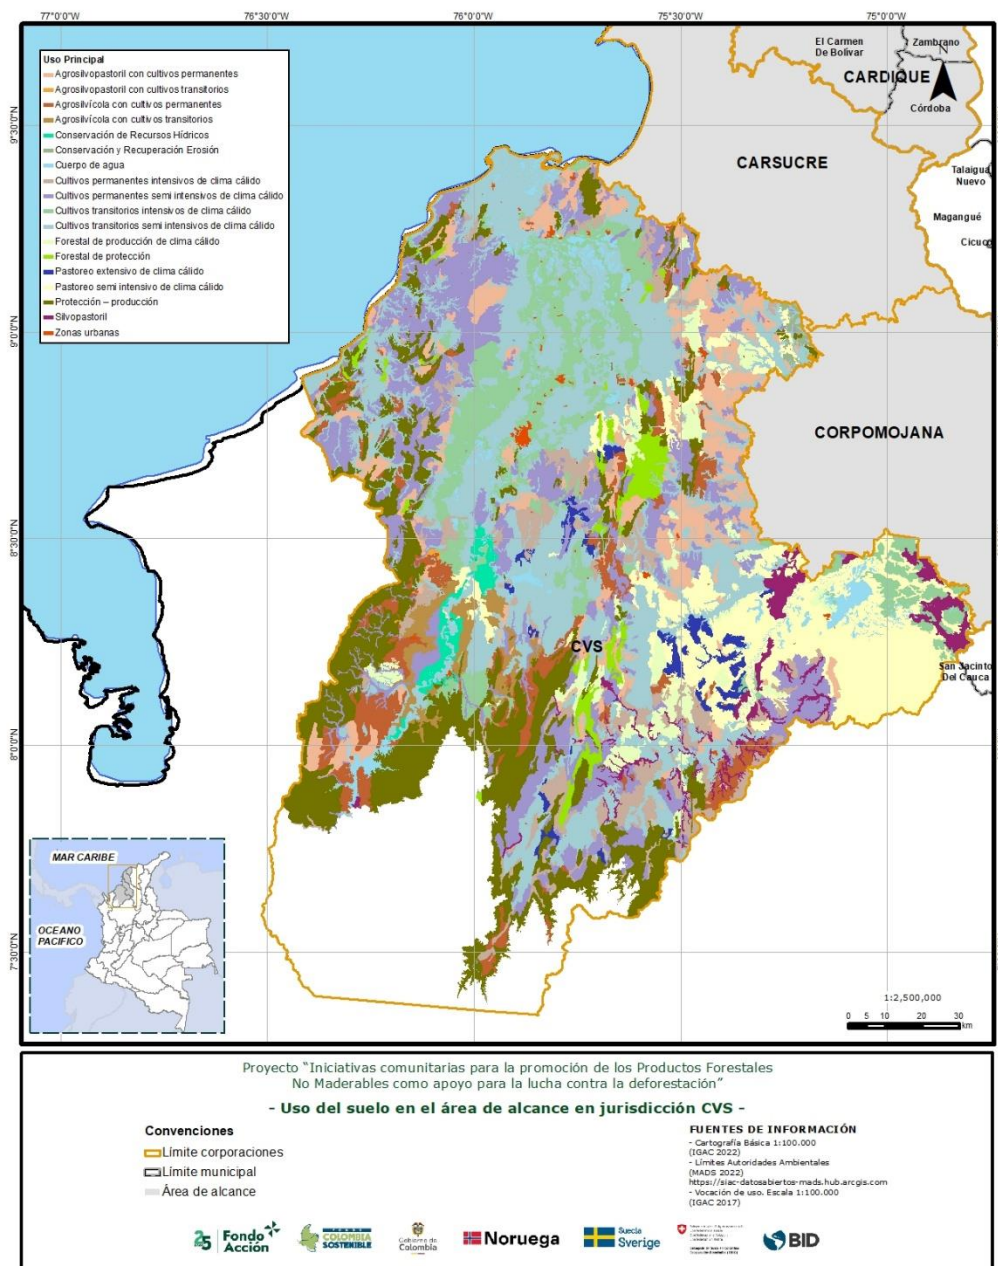 77°0'0"W
76°30'0"W
76°0'0"W
75°30'0"W
75°0'0"W
El Carmen
De Bolivar
Zambrano
N
CARDIQUE
Córdoba
CARSUCRE
Talaigua
Nuevo
Magangué
Cicuco
CORPOMOJANA
San Jacinto
Del Cauca
CVS
9°30'0"N
9°0'0"N
8°30'0"N
8°0'0"N
7°30'0"N
Uso Principal
Agrosilvopastoril con cultivos permanentes
Agrosilvopastoril con cultivos transitorios
Agrosilvícola con cultivos permanentes
Agrosilvícola con cultivos transitorios
Conservación de Recursos Hídricos
Conservación y Recuperación Erosión
Cuerpo de agua
Cultivos permanentes intensivos de clima cálido
Cultivos permanentes semi intensivos de clima cálido
Cultivos transitorios intensivos de clima cálido
Cultivos transitorios semi intensivos de clima cálido
Forestal de producción de clima cálido
Forestal de protección
Pastoreo extensivo de clima cálido
Pastoreo semi intensivo de clima cálido
Protección – producción
Silvopastoril
Zonas urbanas
MAR CARIBE
OCEANO
PACIFICO
1:2,500,000
0 5 10 20 30
km
Proyecto “Iniciativas comunitarias para la promoción de los Productos Forestales
No Maderables como apoyo para la lucha contra la deforestación”
- Uso del suelo en el área de alcance en jurisdicción CVS -
Convenciones
Límite corporaciones
Límite municipal
Área de alcance
FUENTES DE INFORMACIÓN
- Cartografía Básica 1:100.000
(IGAC 2022)
- Límites Autoridades Ambientales
(MADS 2022)
https://siac-datosabiertos-mads.hub.arcgis.com
- Vocación de uso. Escala 1:100.000
(IGAC 2017)
25 Fondo
Acción
FONDO
COLOMBIA
SOSTENIBLE
Gobierno de
Colombia
Noruega
Suecia
Sverige
BID